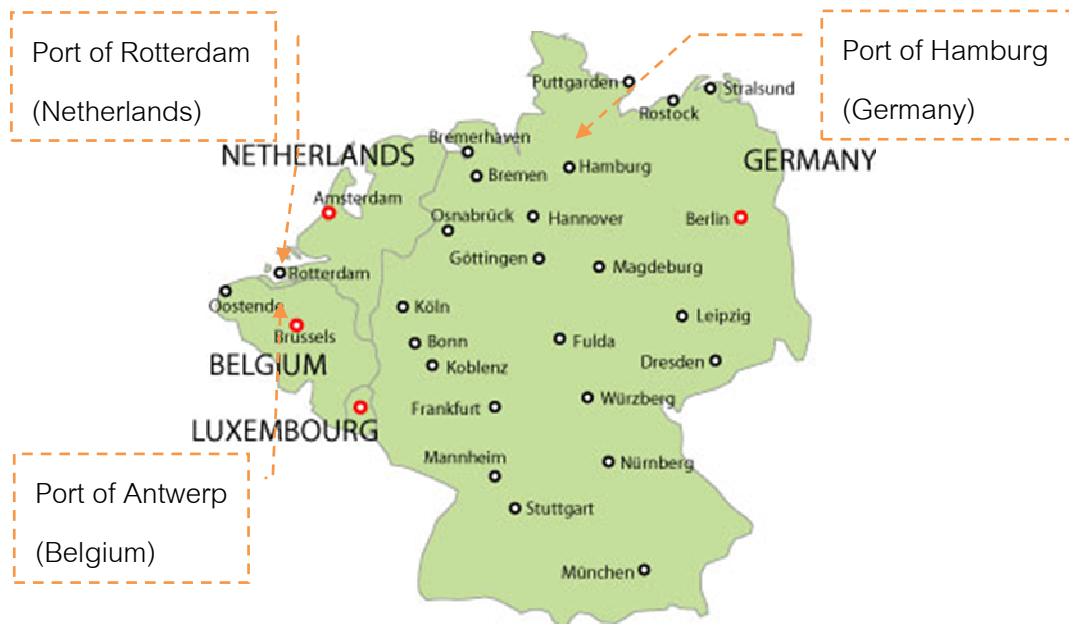 Port of Rotterdam
(Netherlands)
Port of Hamburg
(Germany)
Puttgarden
Stralsund
Rostock
Bremerhaven
NETHERLANDS
Hamburg
GERMANY
Bremen
Amsterdam
Osnabrück
Hannover
Berlin
Göttingen
Magdeburg
Rotterdam
Oostende
Köln
Leipzig
Brussels
Bonn
Fulda
BELGIUM
Koblenz
Dresden
Frankfurt
Würzberg
LUXEMBOURG
Mannheim
Nürnberg
Port of Antwerp
(Belgium)
Stuttgart
München